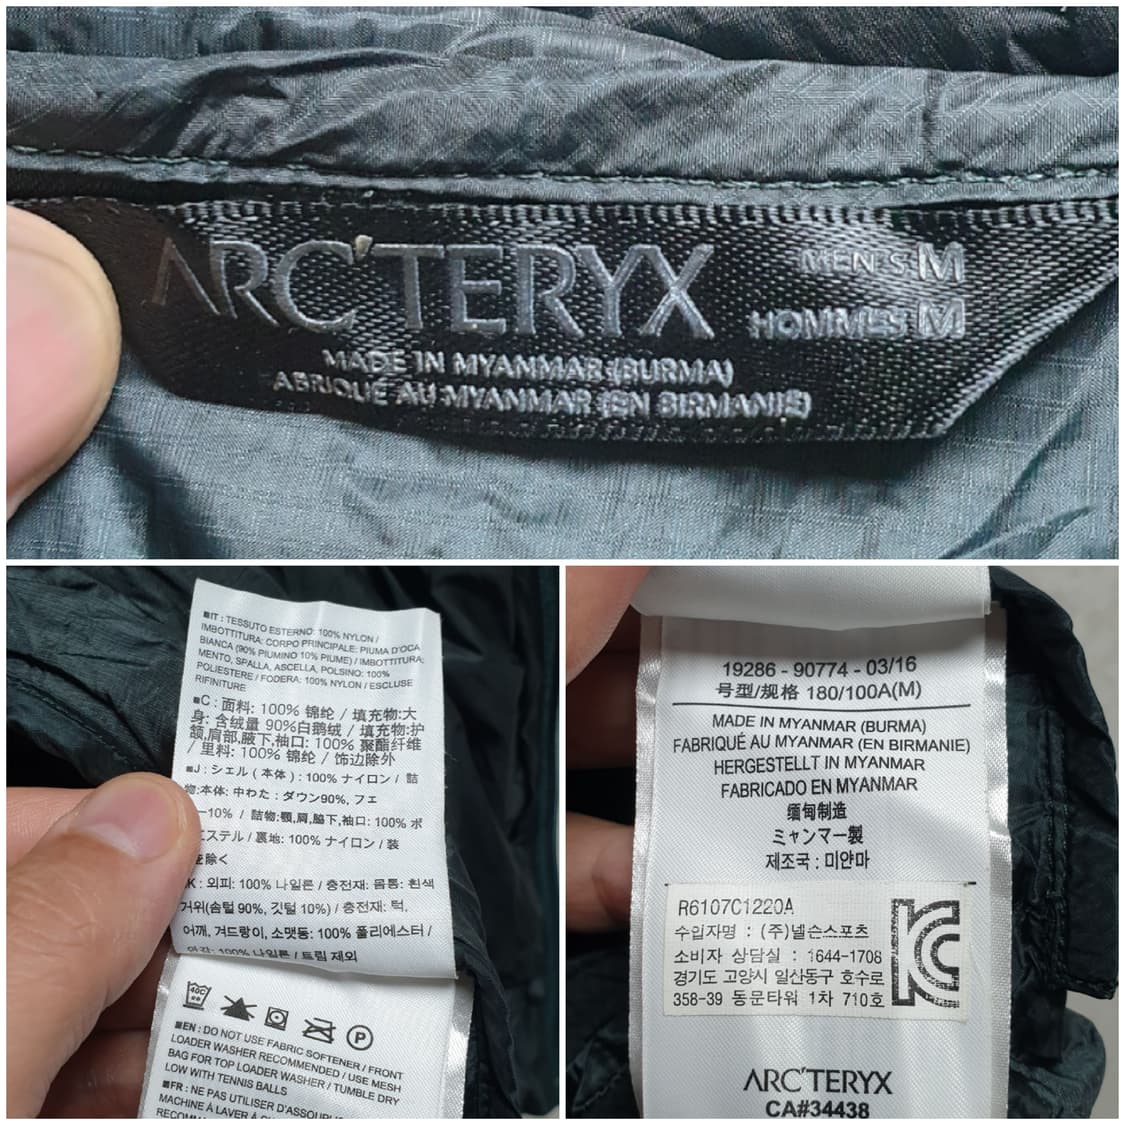 ARC'TERYX
MEN'S M
HOMMES M
MADE IN MYANMAR (BURMA)
ABRIQUÉ AU MYANMAR (EN BIRMANIE)
■IT : TESSUTO ESTERNO: 100% NYLON /
IMBOTTITURA: CORPO PRINCIPALE: PIUMA D'OCA
BIANCA (90% PIUMINO 10% PIUME) / IMBOTTITURA:
MENTO, SPALLA, ASCELLA, POLSINO: 100%
POLIESTERE / FODERA: 100% NYLON / ESCLUSE
RIFINITURE
■C : 面料: 100% 锦纶 / 填充物:大
身: 含绒量 90%白鹅绒 / 填充物:护
颌,肩部,腋下,袖口: 100% 聚酯纤维
/ 里料: 100% 锦纶 / 饰边除外
■J : シェル ( 本体 ) : 100% ナイロン / 詰
物:本体: 中わた : ダウン90%, フェ
ー10% / 詰物:顎,肩,脇下,袖口: 100% ポ
エステル / 裏地: 100% ナイロン / 装
を除く
K : 외피: 100% 나일론 / 충전재: 몸통: 흰색
거위(솜털 90%, 깃털 10%) / 충전재: 턱,
어깨, 겨드랑이, 소맷동: 100% 폴리에스터 /
안감: 100% 나일론 / 트림 제외
40C
P
■EN : DO NOT USE FABRIC SOFTENER / FRONT
LOADER WASHER RECOMMENDED / USE MESH
BAG FOR TOP LOADER WASHER / TUMBLE DRY
LOW WITH TENNIS BALLS
■FR : NE PAS UTILISER D'ASSOUPL
MACHINE À LAVER À CH
RECOMM
19286 - 90774 - 03/16
号型/规格 180/100A(M)
MADE IN MYANMAR (BURMA)
FABRIQUÉ AU MYANMAR (EN BIRMANIE)
HERGESTELLT IN MYANMAR
FABRICADO EN MYANMAR
缅甸制造
ミャンマー製
제조국 : 미얀마
R6107C1220A
수입자명 : (주)넬슨스포츠
소비자 상담실 : 1644-1708
경기도 고양시 일산동구 호수로
358-39 동문타워 1차 710호
KC
ARC'TERYX
CA#34438